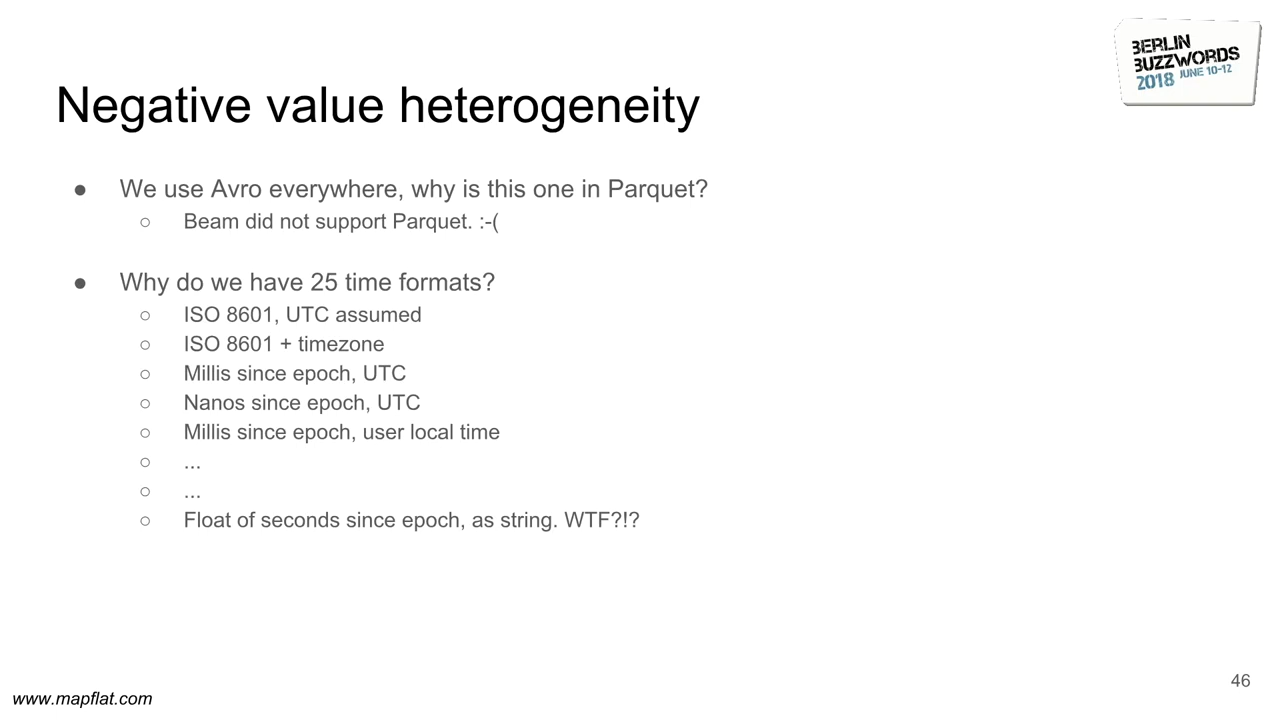 BERLIN
BUZZWORDS
2018 JUNE 10-12
Negative value heterogeneity
● We use Avro everywhere, why is this one in Parquet?
○ Beam did not support Parquet. :-(
● Why do we have 25 time formats?
○ ISO 8601, UTC assumed
○ ISO 8601 + timezone
○ Millis since epoch, UTC
○ Nanos since epoch, UTC
○ Millis since epoch, user local time
○ ...
○ ...
○ Float of seconds since epoch, as string. WTF?!?
46
www.mapflat.com